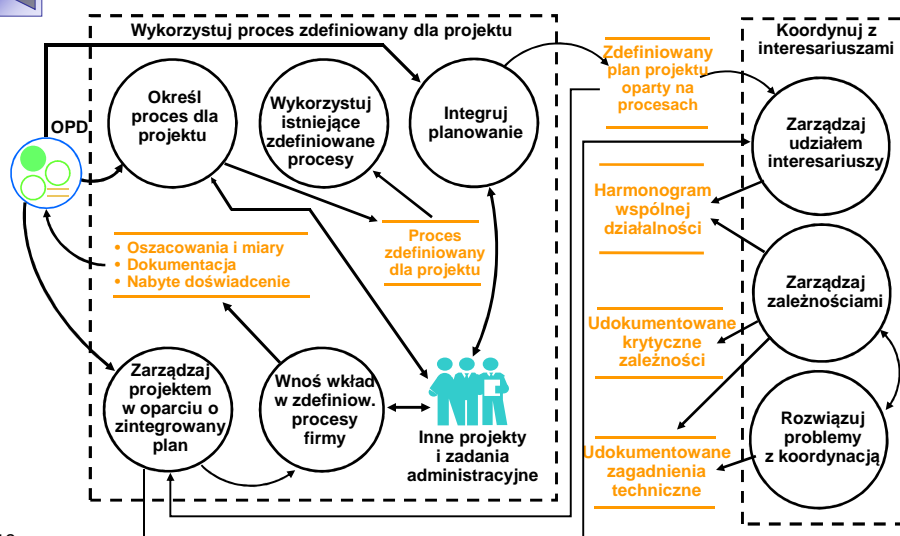 Wykorzystuj proces zdefiniowany dla projektu
Koordynuj z
interesariuszami
OPD
Określ
proces dla
projektu
Wykorzystuj
istniejące
zdefiniowane
procesy
Integruj
planowanie
Zdefiniowany
plan projektu
oparty na
procesach
Zarządzaj
udziałem
interesariuszy
Harmonogram
wspólnej
działalności
Proces
zdefiniowany
dla projektu
• Oszacowania i miary
• Dokumentacja
• Nabyte doświadcenie
Zarządzaj
zależnościami
Udokumentowane
krytyczne
zależności
Zarządzaj
projektem
w oparciu o
zintegrowany
plan
Wnoś wkład
w zdefiniow.
procesy
firmy
Inne projekty
i zadania
administracyjne
Rozwiązuj
problemy
z koordynacją
Udokumentowane
zagadnienia
techniczne